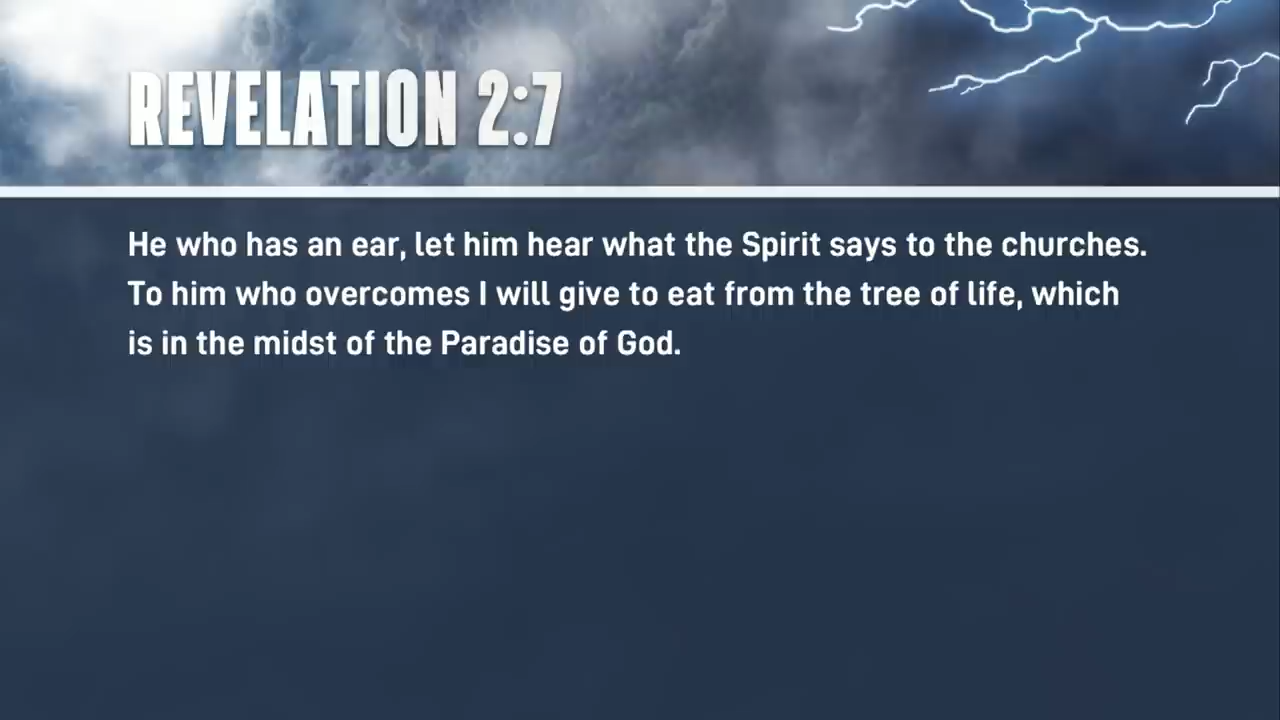 REVELATION 2:7
He who has an ear, let him hear what the Spirit says to the churches.
To him who overcomes I will give to eat from the tree of life, which
is in the midst of the Paradise of God.